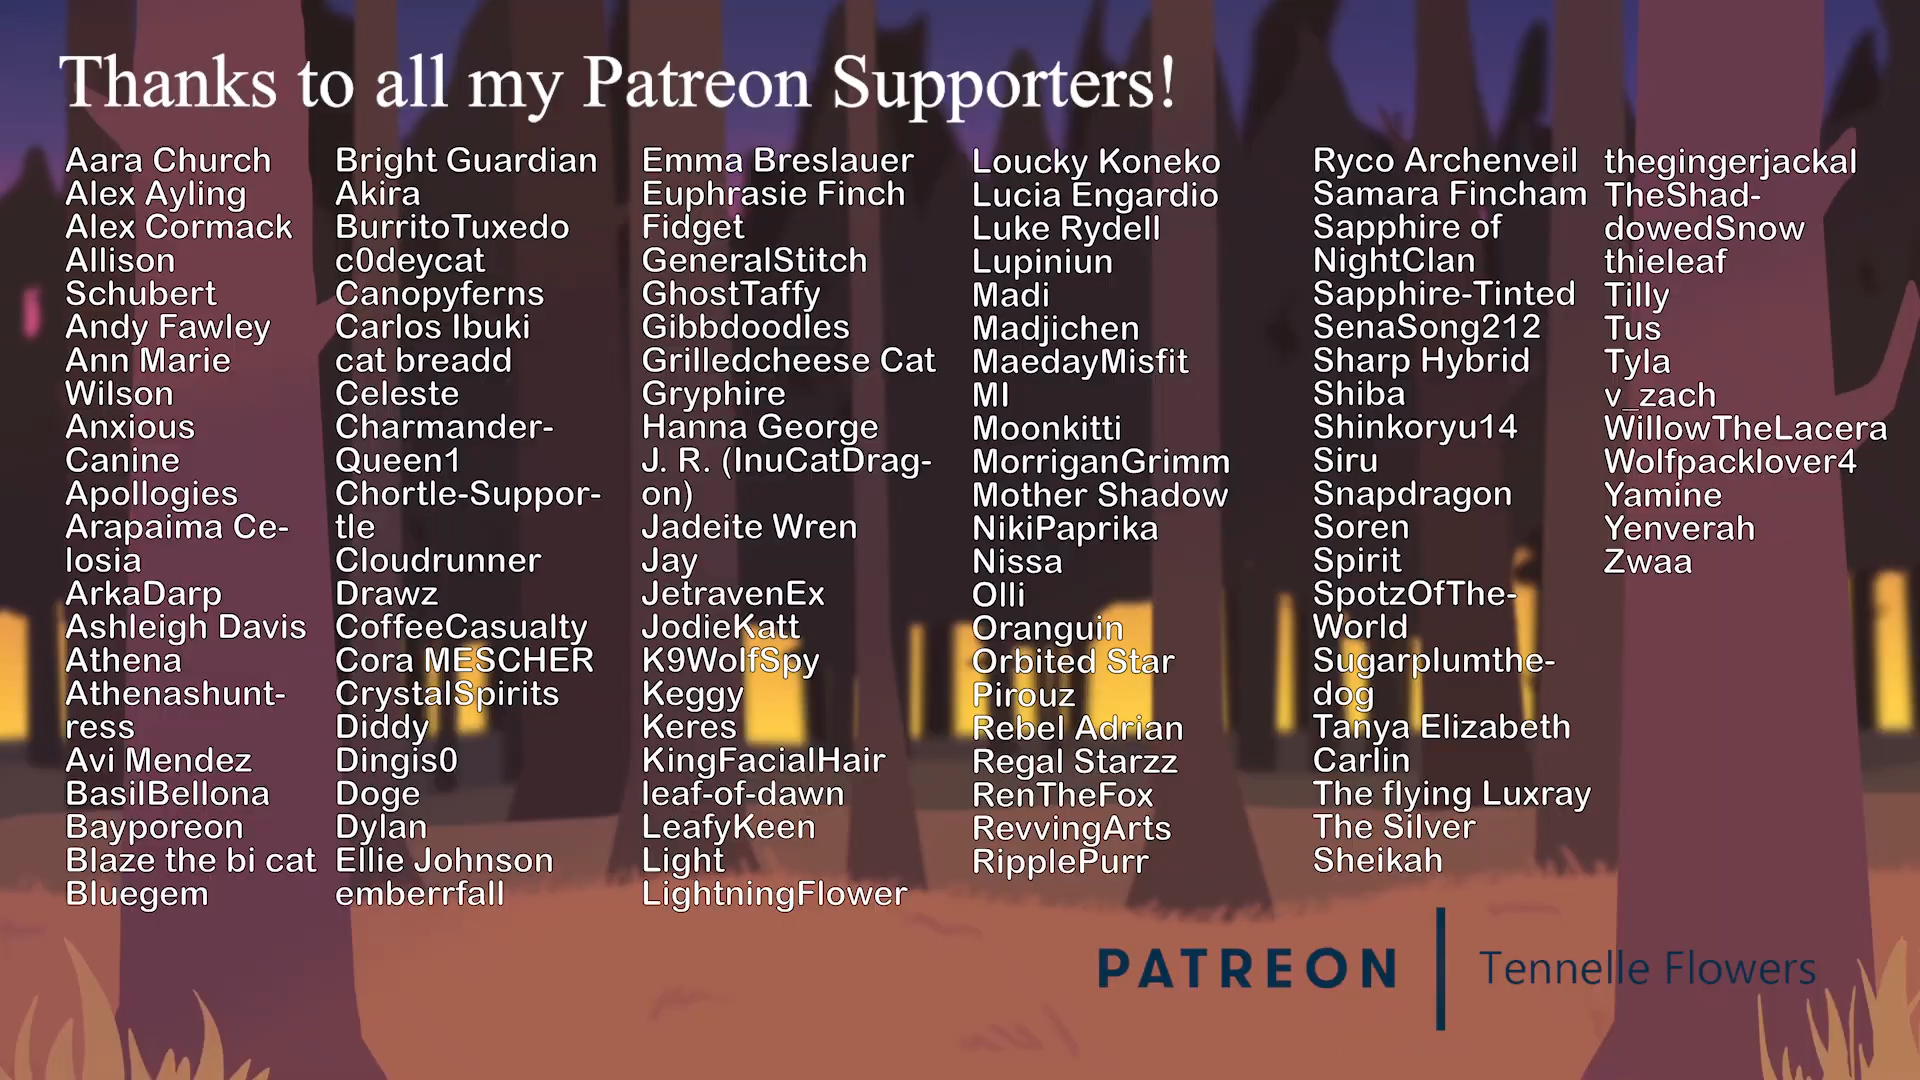 Thanks to all my Patreon Supporters!
Aara Church
Alex Ayling
Alex Cormack
Allison
Schubert
Andy Fawley
Ann Marie
Wilson
Anxious
Canine
Apollogies
Arapaima Ce-
losia
ArkaDarp
Ashleigh Davis
Athena
Athenashunt-
ress
Avi Mendez
BasilBellona
Bayporeon
Blaze the bi cat
Bluegem
Bright Guardian
Akira
BurritoTuxedo
c0deycat
Canopyferns
Carlos Ibuki
cat breadd
Celeste
Charmander-
Queen1
Chortle-Suppor-
tle
Cloudrunner
Drawz
CoffeeCasualty
Cora MESCHER
CrystalSpirits
Diddy
Dingis0
Doge
Dylan
Ellie Johnson
emberrfall
Emma Breslauer
Euphrasie Finch
Fidget
GeneralStitch
GhostTaffy
Gibbdoodles
Grilledcheese Cat
Gryphire
Hanna George
J. R. (InuCatDrag-
on)
Jadeite Wren
Jay
JetravenEx
JodieKatt
K9WolfSpy
Keggy
Keres
KingFacialHair
leaf-of-dawn
LeafyKeen
Light
LightningFlower
Loucky Koneko
Lucia Engardio
Luke Rydell
Lupiniun
Madi
Madjichen
MaedayMisfit
MI
Moonkitti
MorriganGrimm
Mother Shadow
NikiPaprika
Nissa
Olli
Oranguin
Orbited Star
Pirouz
Rebel Adrian
Regal Starzz
RenTheFox
RevvingArts
RipplePurr
Ryco Archenveil
Samara Fincham
Sapphire of
NightClan
Sapphire-Tinted
SenaSong212
Sharp Hybrid
Shiba
Shinkoryu14
Siru
Snapdragon
Soren
Spirit
SpotzOfThe-
World
Sugarplumthe-
dog
Tanya Elizabeth
Carlin
The flying Luxray
The Silver
Sheikah
thegingerjackal
TheShad-
dowedSnow
thieleaf
Tilly
Tus
Tyla
v_zach
WillowTheLacera
Wolfpacklover4
Yamine
Yenverah
Zwaa
PATREON
Tennelle Flowers